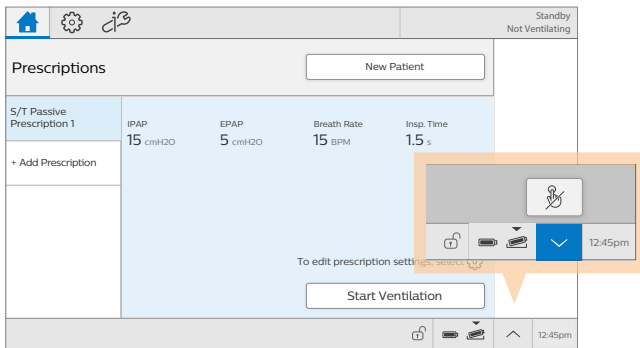 Standby
Not Ventilating
Prescriptions
New Patient
S/T Passive
Prescription 1
+ Add Prescription
IPAP
15 cmH2O
EPAP
5 cmH2O
Breath Rate
15 BPM
Insp. Time
1.5 s
12:45pm
To edit prescription settings, select
Start Ventilation
12:45pm